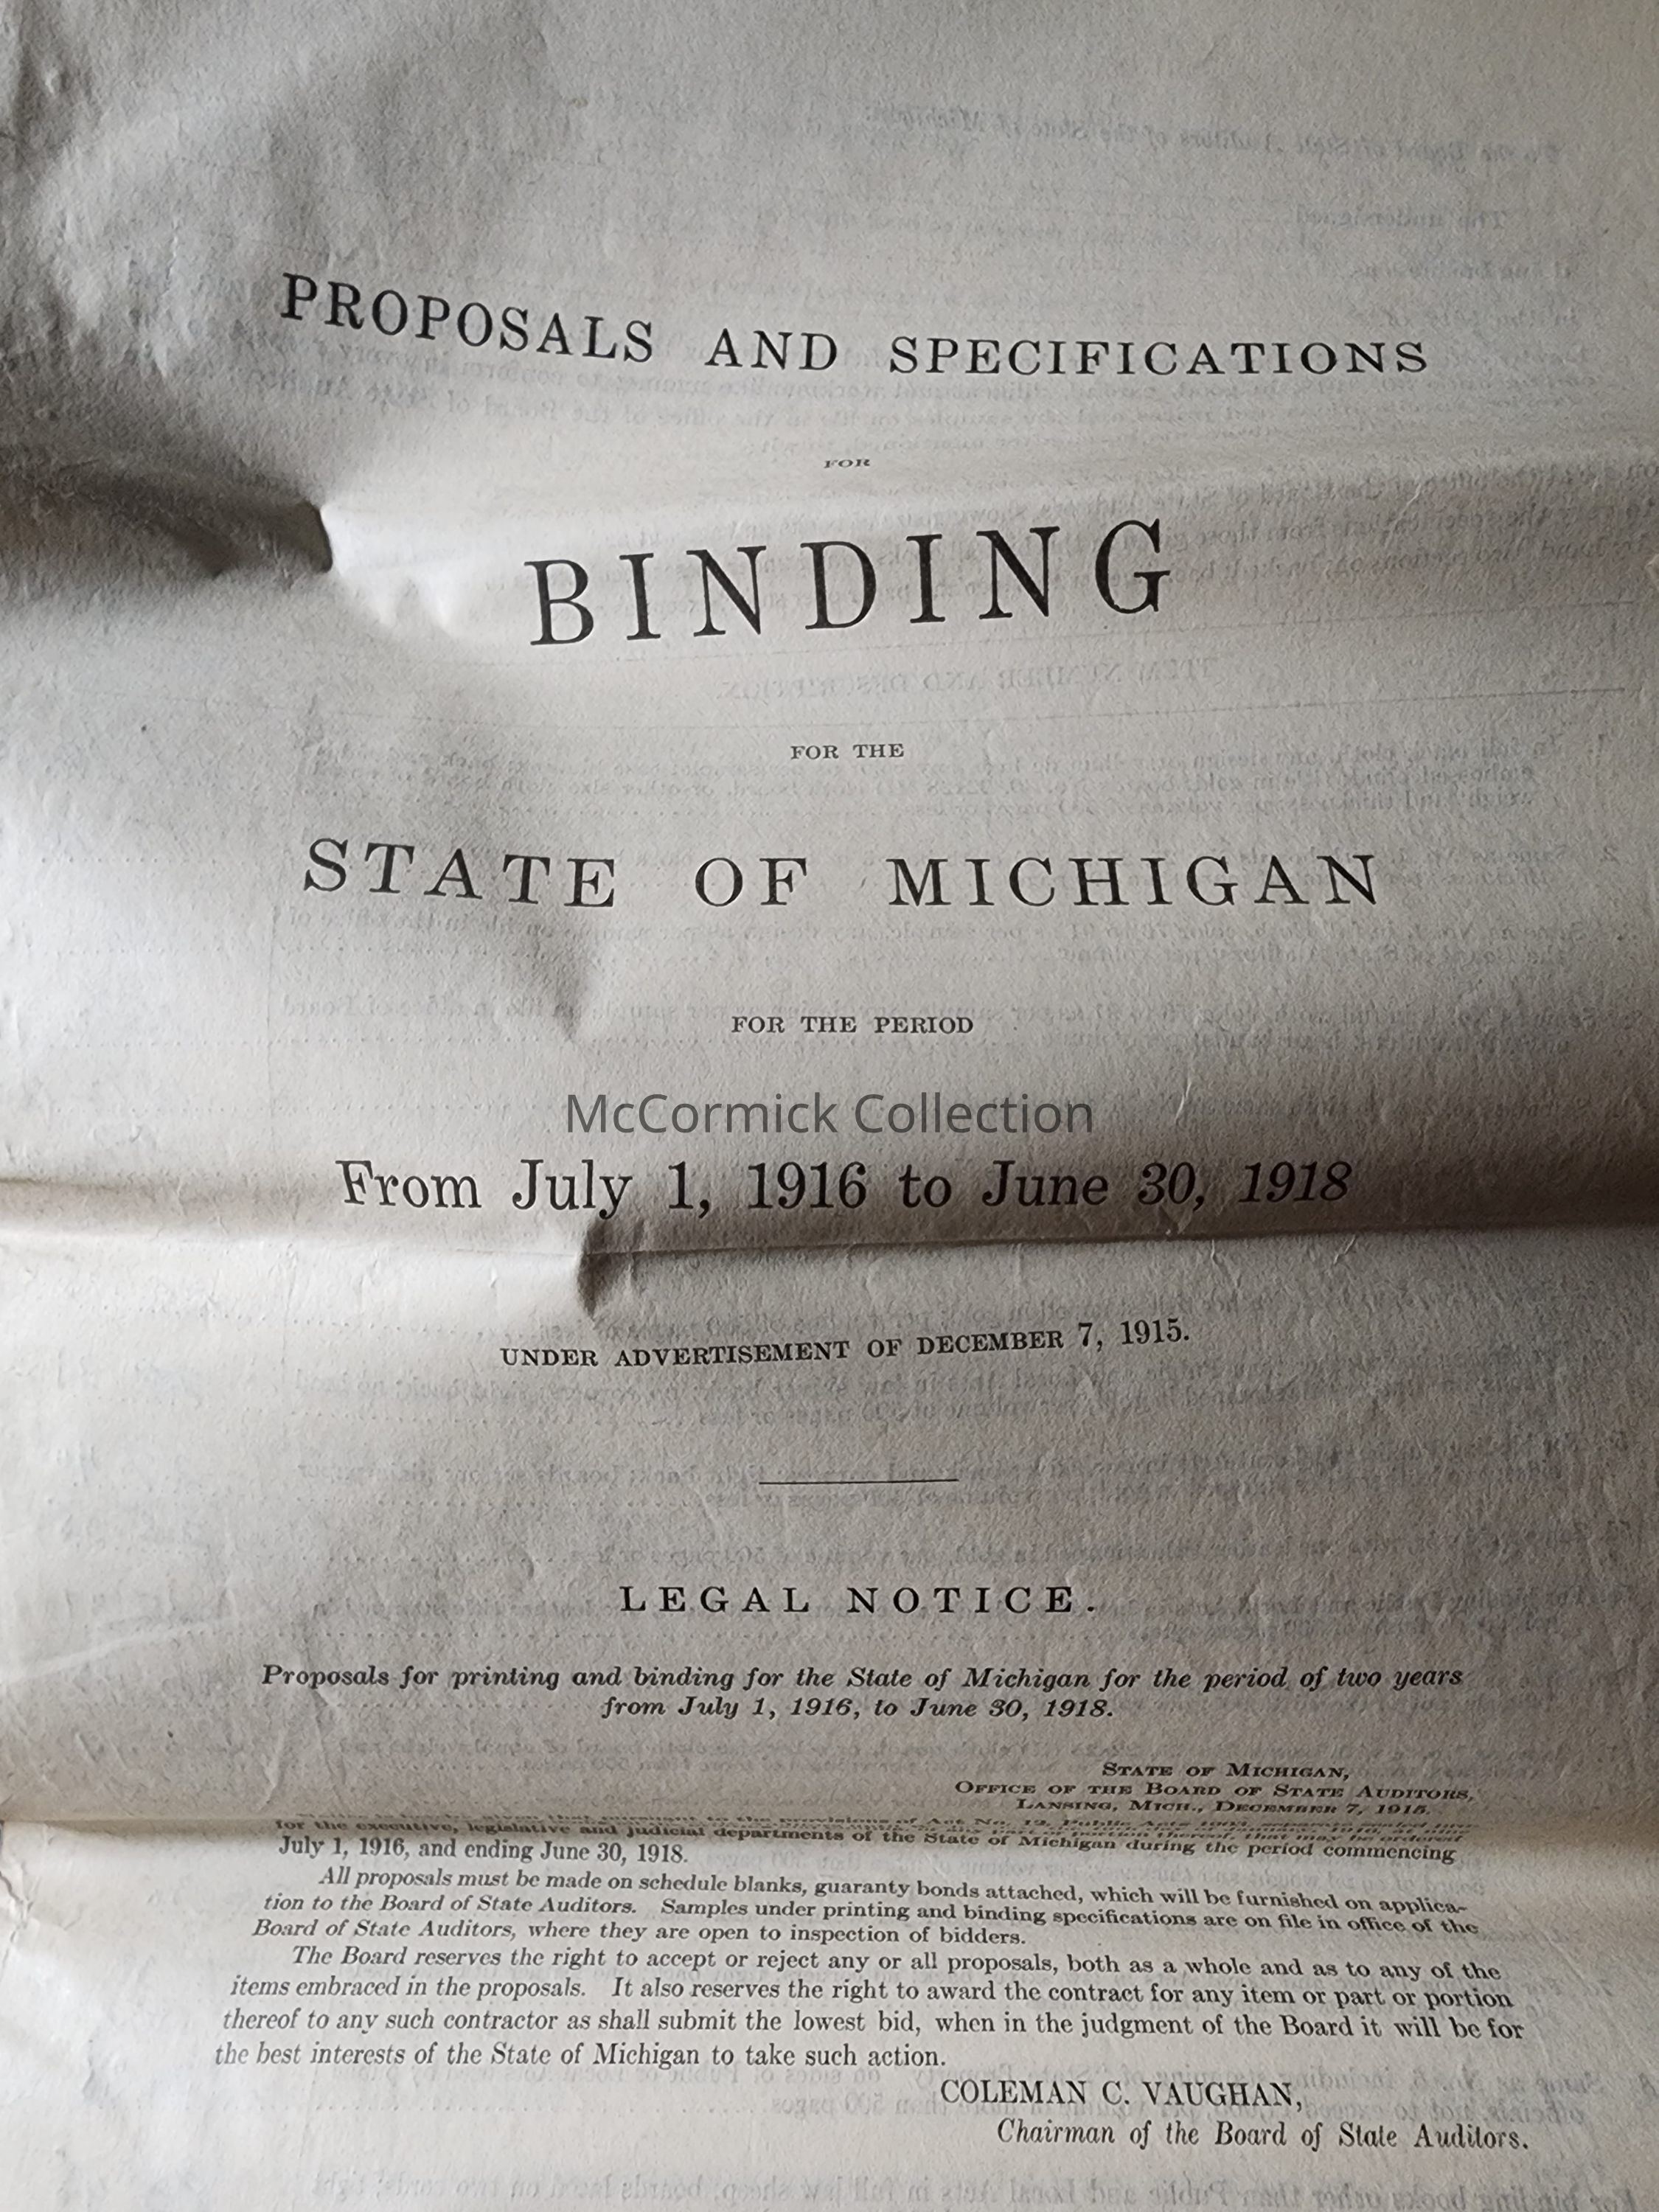 PROPOSALS AND SPECIFICATIONS
FOR
BINDING
FOR THE
STATE OF MICHIGAN
FOR THE PERIOD
McCormick Collection
From July 1, 1916 to June 30, 1918
UNDER ADVERTISEMENT OF DECEMBER 7, 1915.
LEGAL NOTICE.
Proposals for printing and binding for the State of Michigan for the period of two years
from July 1, 1916, to June 30, 1918.
STATE OF MICHIGAN,
OFFICE OF THE BOARD OF STATE AUDITORS,
LANSING, MICH., DECEMBER 7, 1915.
given that pursuant to the provisions of Act No.
for the executive, legislative and judicial departments of the State of Michigan during the period commencing
July 1, 1916, and ending June 30, 1918.
All proposals must be made on schedule blanks, guaranty bonds attached, which will be furnished on applica-
tion to the Board of State Auditors. Samples under printing and binding specifications are on file in office of the
Board of State Auditors, where they are open to inspection of bidders.
The Board reserves the right to accept or reject any or all proposals, both as a whole and as to any of the
items embraced in the proposals. It also reserves the right to award the contract for any item or part or portion
thereof to any such contractor as shall submit the lowest bid, when in the judgment of the Board it will be for
the best interests of the State of Michigan to take such action.
COLEMAN C. VAUGHAN,
Chairman of the Board of State Auditors.